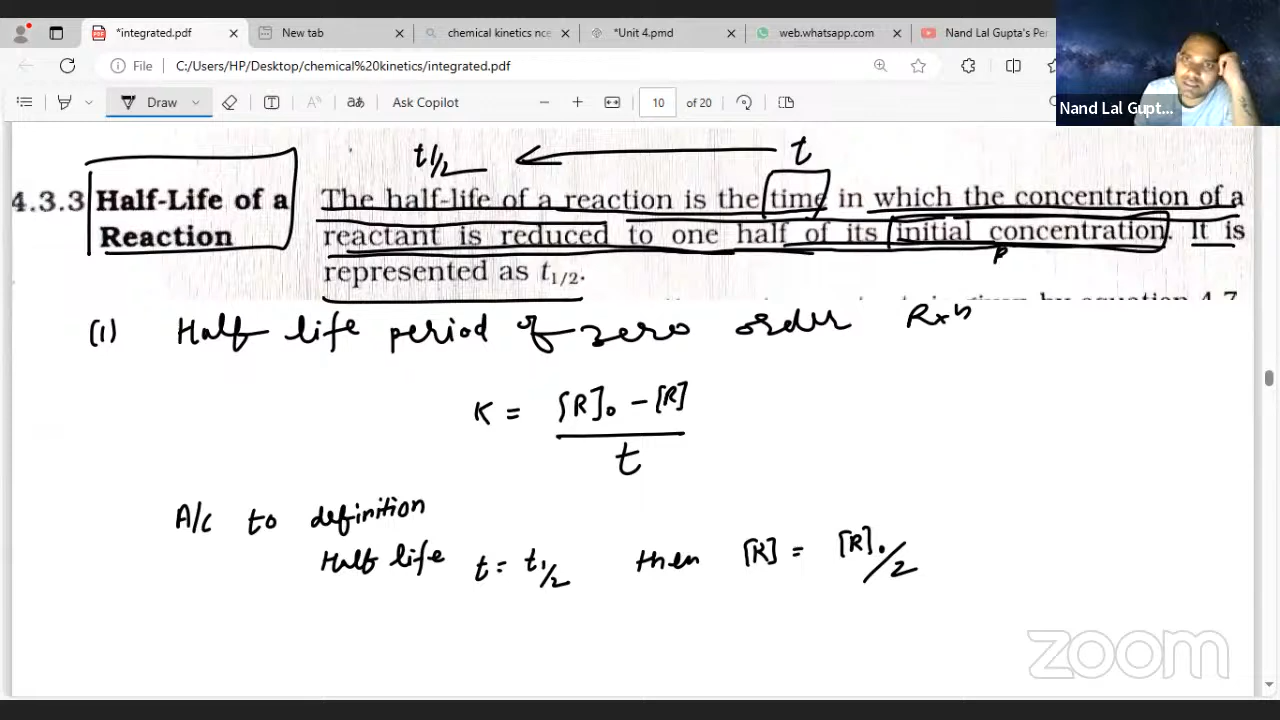 *integrated.pdf
New tab
chemical kinetics nce
*Unit 4.pmd
web.whatsapp.com
Nand Lal Gupta's Per
File
C:/Users/HP/Desktop/chemical%20kinetics/integrated.pdf
Draw
Ask Copilot
10 of 20
Nand Lal Gupt...
t1/2 t
4.3.3 Half-Life of a The half-life of a reaction is the time in which the concentration of a
Reaction reactant is reduced to one half of its initial concentration. It is
represented as t1/2.
(1) Half life period of zero order Rxn
K = [R]₀ - [R]
t
A/c to definition
Half life t = t1/2 then [R] = [R]₀/2
zoom